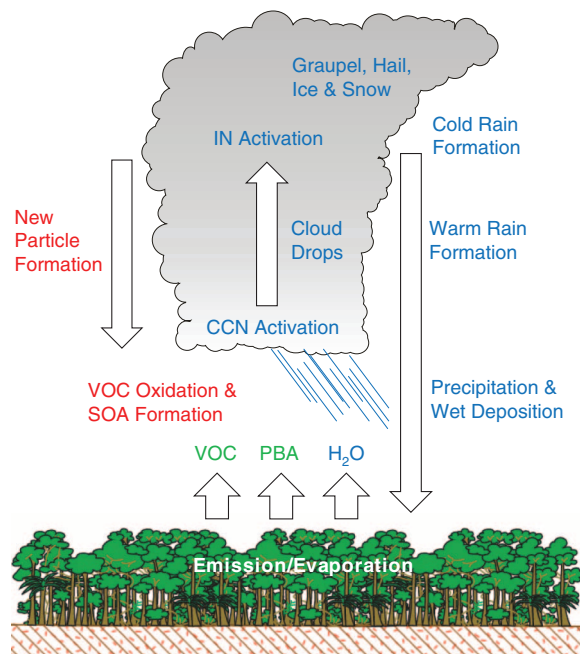 Graupel, Hail,
Ice & Snow
IN Activation
Cold Rain
Formation
New
Particle
Formation
Cloud
Drops
Warm Rain
Formation
CCN Activation
VOC Oxidation &
SOA Formation
Precipitation &
Wet Deposition
VOC PBA H₂O
Emission/Evaporation